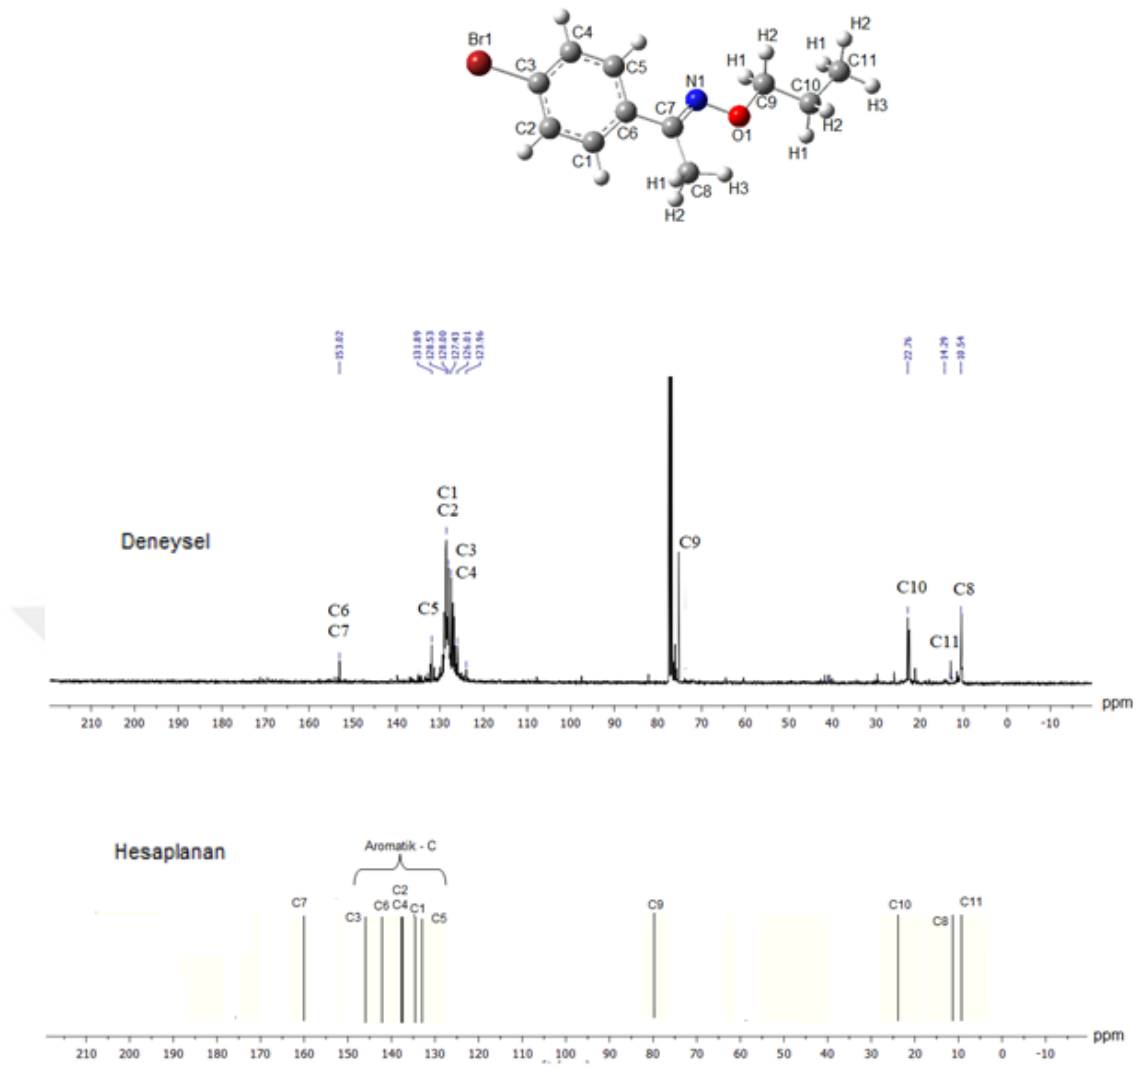 H2
C4
Br1
H2
H1
C11
C5
H1
C3
N1
C10
H3
C9
C7
C2
C6
O1
H2
C1
H1
H1
C8
H3
H2
153.02
131.89
128.53
128.00
127.43
126.01
123.96
22.76
14.29
10.54
C1
C2
Deneysel
C3
C9
C4
C10
C8
C6
C5
C7
C11
210 200 190 180 170 160 150 140 130 120 110 100 90 80 70 60 50 40 30 20 10 0 -10
ppm
Hesaplanan
Aromatik - C
C2
C7
C6
C4
C1
C9
C10
C11
C3
C5
C8
210 200 190 180 170 160 150 140 130 120 110 100 90 80 70 60 50 40 30 20 10 0 -10
ppm